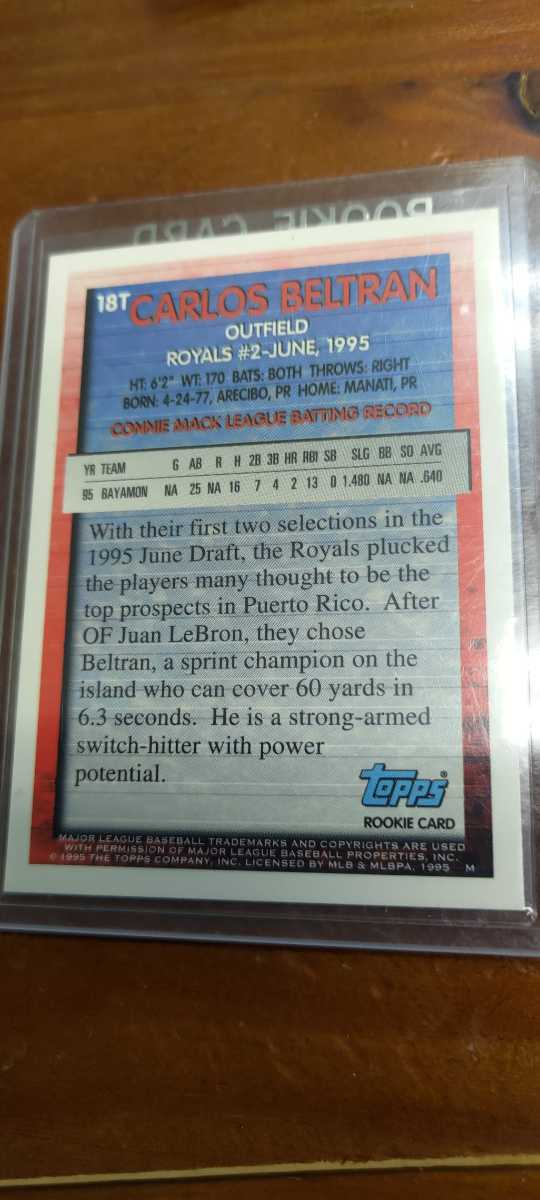 ROOKIE CARD
18T CARLOS BELTRAN
OUTFIELD
ROYALS #2-JUNE, 1995
HT: 6'2" WT: 170 BATS: BOTH THROWS: RIGHT
BORN: 4-24-77, ARECIBO, PR HOME: MANATI, PR
CONNIE MACK LEAGUE BATTING RECORD
YR TEAM G AB R H 2B 3B HR RBI SB SLG BB SO AVG
95 BAYAMON NA 25 NA 16 7 4 2 13 0 1.480 NA NA .640
With their first two selections in the
1995 June Draft, the Royals plucked
the players many thought to be the
top prospects in Puerto Rico. After
OF Juan LeBron, they chose
Beltran, a sprint champion on the
island who can cover 60 yards in
6.3 seconds. He is a strong-armed
switch-hitter with power
potential.
topps®
ROOKIE CARD
MAJOR LEAGUE BASEBALL TRADEMARKS AND COPYRIGHTS ARE USED
WITH PERMISSION OF MAJOR LEAGUE BASEBALL PROPERTIES, INC.
© 1995 THE TOPPS COMPANY, INC. LICENSED BY MLB & MLBPA, 1995 M